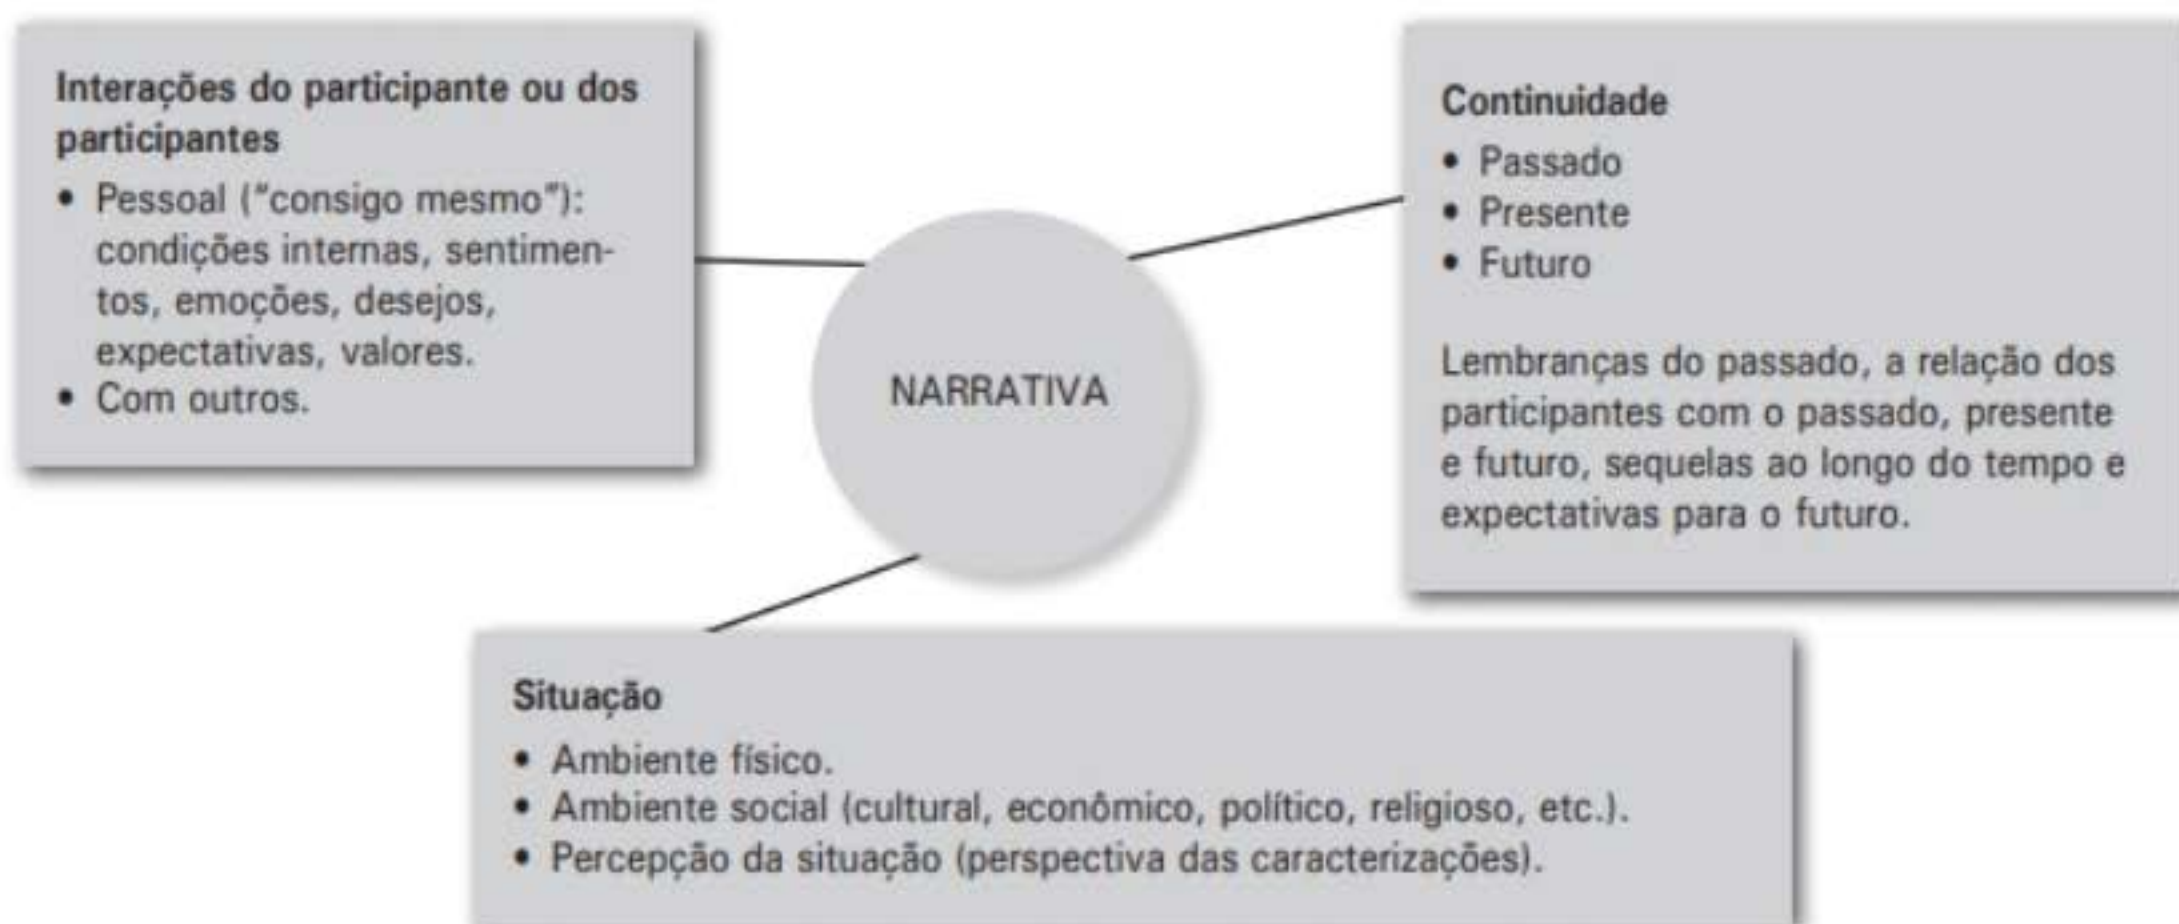 Interações do participante ou dos
participantes
• Pessoal ("consigo mesmo"):
condições internas, sentimen-
tos, emoções, desejos,
expectativas, valores.
• Com outros.
NARRATIVA
Continuidade
• Passado
• Presente
• Futuro
Lembranças do passado, a relação dos
participantes com o passado, presente
e futuro, sequelas ao longo do tempo e
expectativas para o futuro.
Situação
• Ambiente físico.
• Ambiente social (cultural, econômico, político, religioso, etc.).
• Percepção da situação (perspectiva das caracterizações).